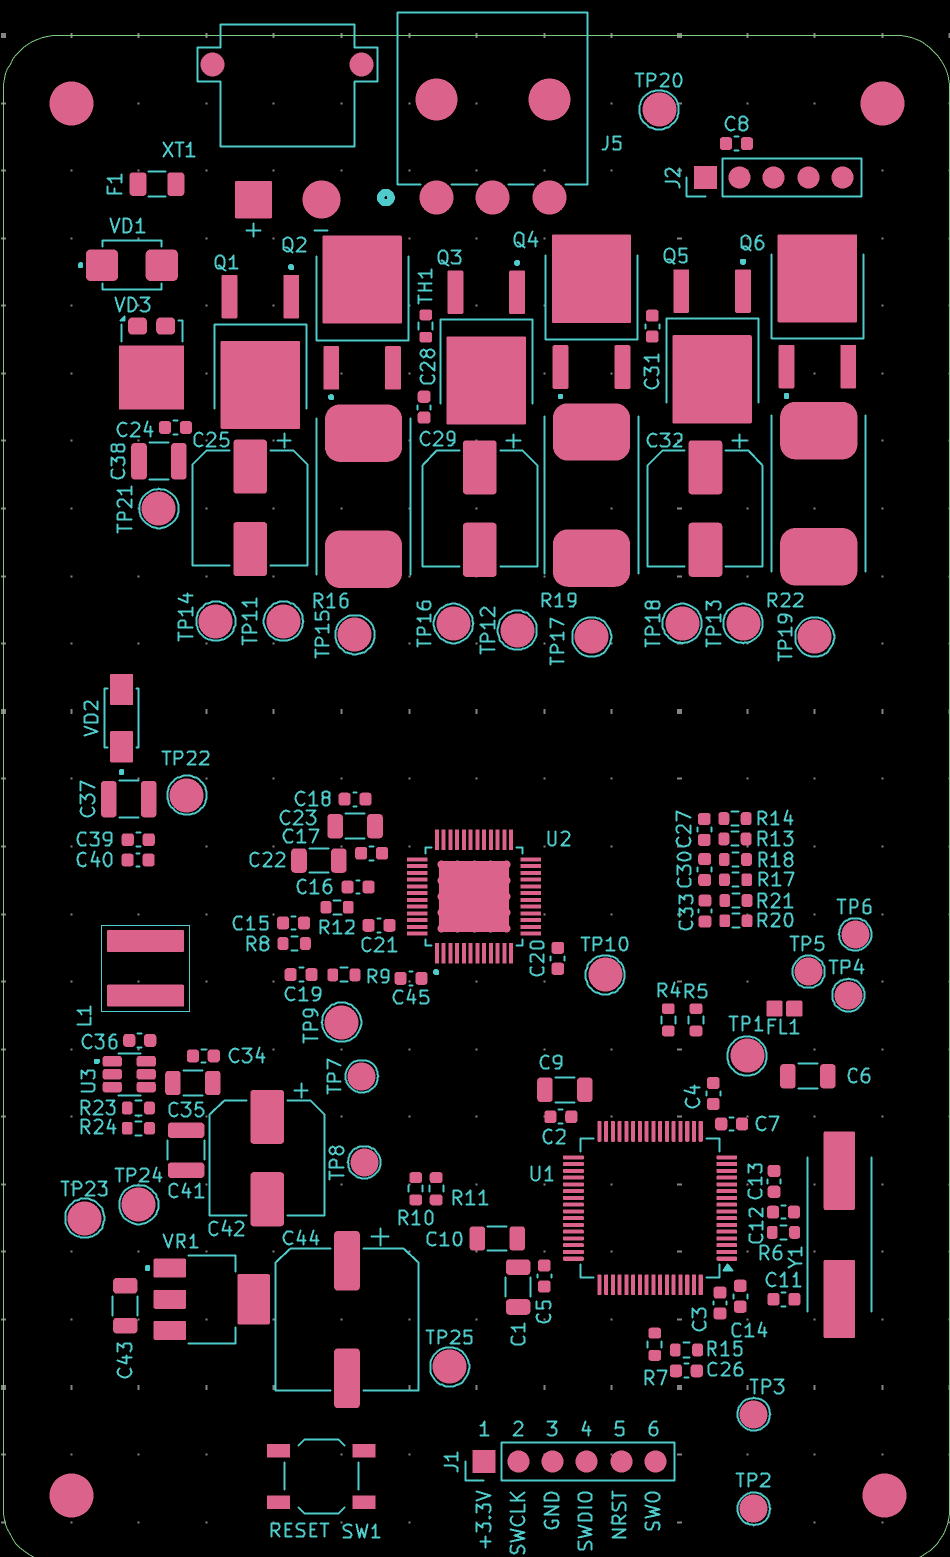 TP20
C8
J5
XT1
J2
F1
+ −
VD1
Q2
Q4
Q6
Q1
Q3
Q5
TH1
VD3
C28
C31
C24
C25
+
C29
+
C32
+
C38
TP21
TP14
TP11
R16
TP15
TP16
TP12
R19
TP17
TP18
TP13
R22
TP19
VD2
TP22
C37
C18
C23
C17
C39
C40
C22
U2
C27
R14
R13
C30
R18
R17
C16
C33
R21
R20
C15
R12
R8
C21
C20
TP10
TP6
TP5
TP4
C19
R9
C45
R4
R5
L1
TP9
TP1
FL1
C36
C34
U3
TP7
C9
C6
C35
+
R23
R24
C4
C7
C2
TP8
U1
C41
TP23
TP24
C42
R10
R11
C13
C12
R6
Y1
VR1
C44
+
C10
C11
C5
C3
C14
C1
C43
TP25
R15
R7
C26
TP3
1 2 3 4 5 6
J1
+3.3V
SWCLK
GND
SWDIO
NRST
SWO
TP2
RESET SW1